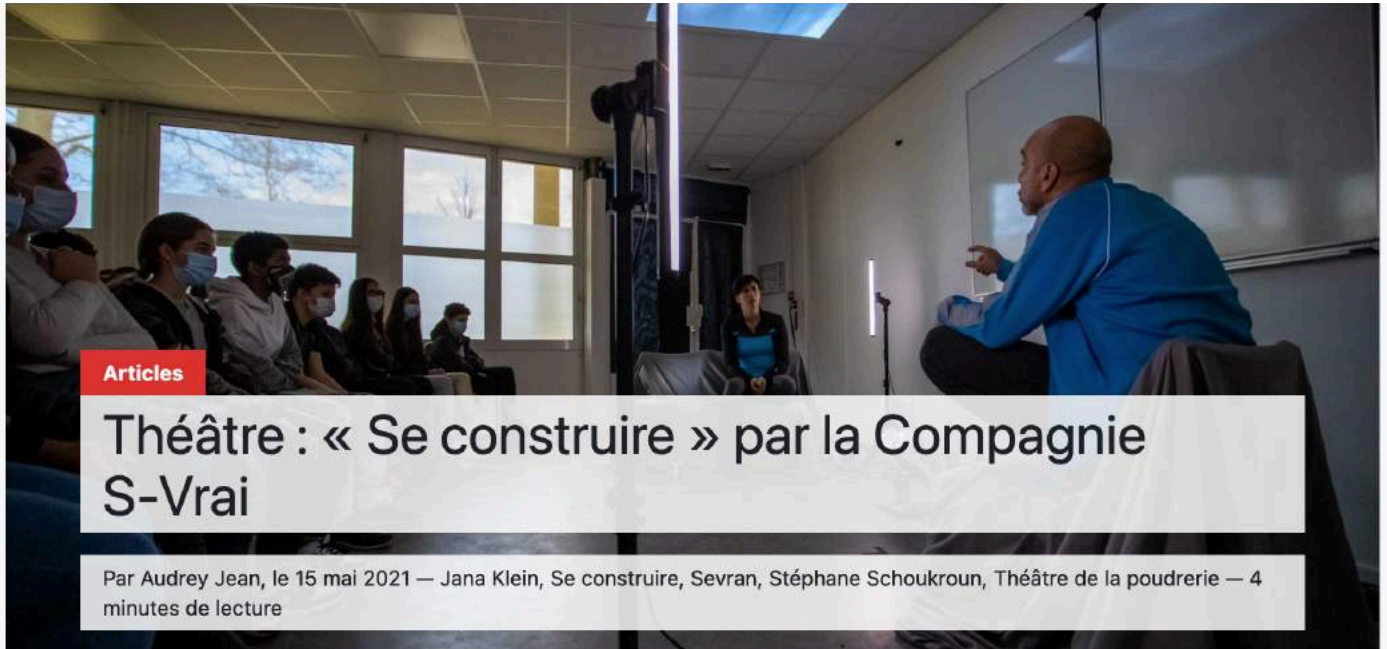 Articles
Théâtre : « Se construire » par la Compagnie
S-Vrai
Par Audrey Jean, le 15 mai 2021 — Jana Klein, Se construire, Sevran, Stéphane Schoukroun, Théâtre de la poudrerie — 4
minutes de lecture